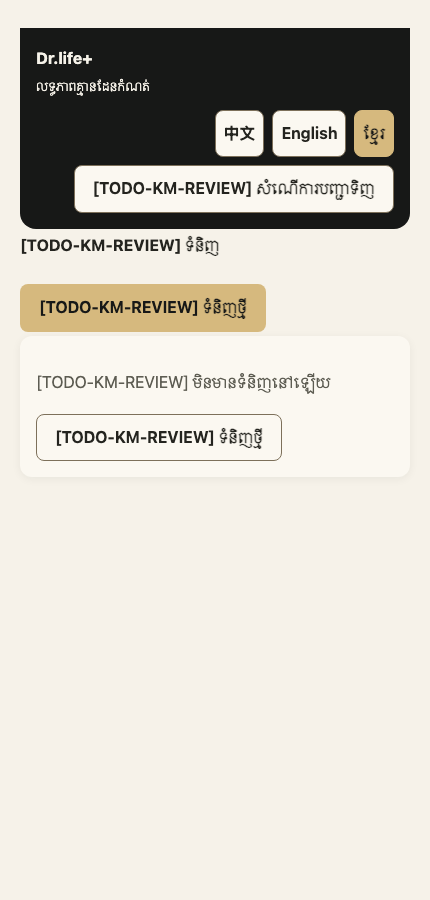 Dr.life+
លទ្ធភាពគ្មានដែនកំណត់
中文 English ខ្មែរ
[TODO-KM-REVIEW] សំណើការបញ្ជាទិញ
[TODO-KM-REVIEW] ទំនិញ
[TODO-KM-REVIEW] ទំនិញថ្មី
[TODO-KM-REVIEW] មិនមានទំនិញនៅឡើយ
[TODO-KM-REVIEW] ទំនិញថ្មី